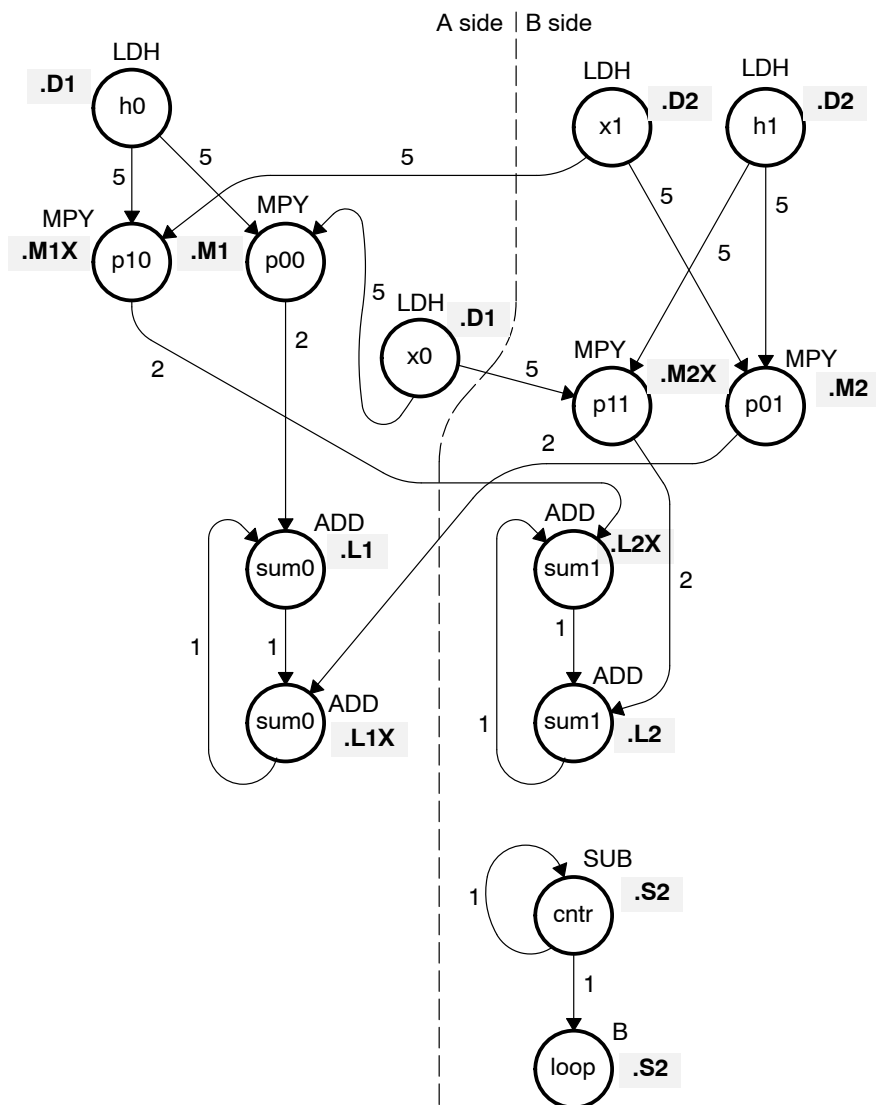 A side
B side
LDH
.D1
h0
LDH
.D2
x1
LDH
.D2
h1
5
5
5
5
5
5
MPY
.M1X
p10
MPY
.M1
p00
5
LDH
.D1
x0
5
MPY
.M2X
p11
MPY
.M2
p01
2
2
2
2
ADD
.L1
sum0
ADD
.L2X
sum1
1
1
1
ADD
.L1X
sum0
ADD
.L2
sum1
1
SUB
.S2
cntr
1
1
B
.S2
loop